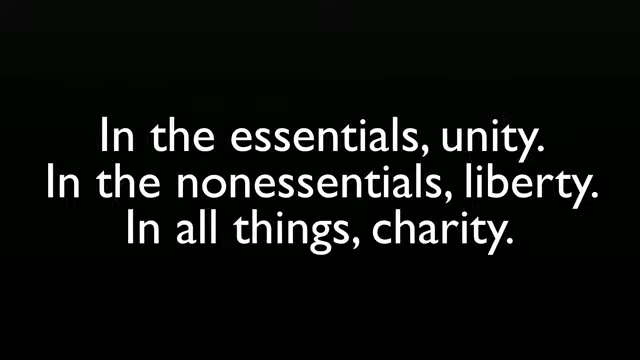 In the essentials, unity.
In the nonessentials, liberty.
In all things, charity.